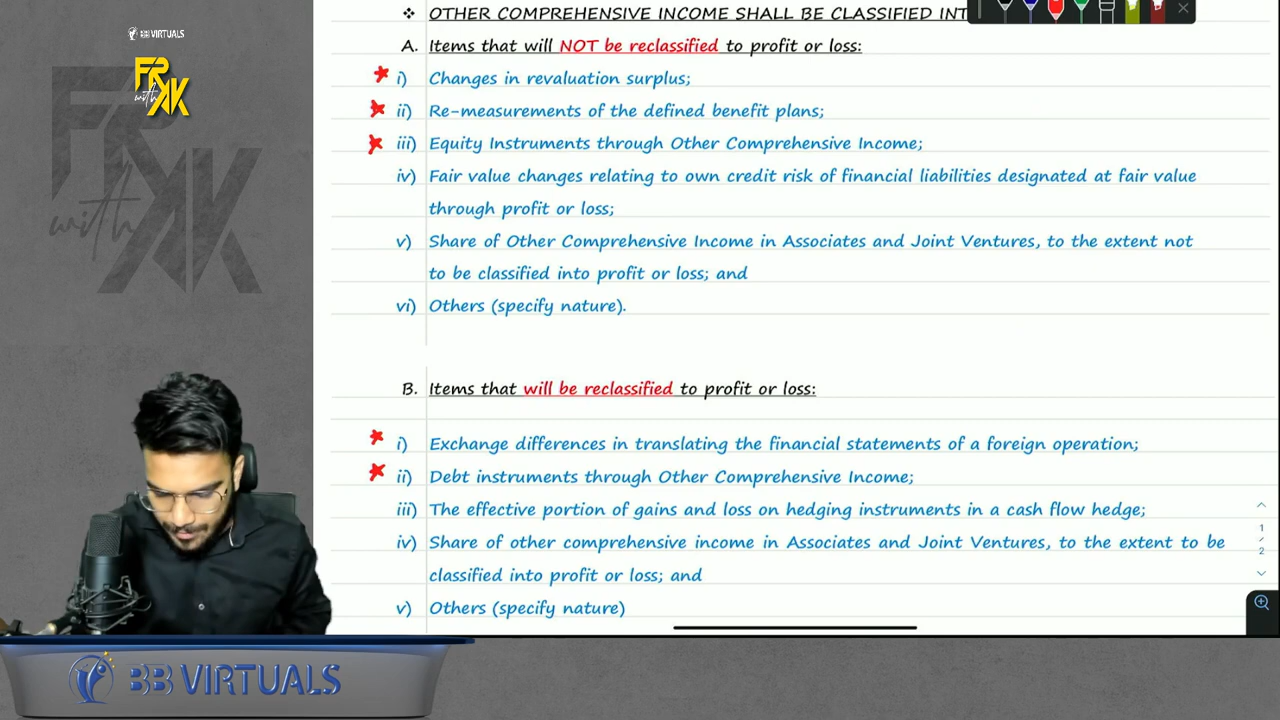 ❖ OTHER COMPREHENSIVE INCOME SHALL BE CLASSIFIED INT
BB VIRTUALS
A. Items that will NOT be reclassified to profit or loss:
FR with AK
FR with AK
i) Changes in revaluation surplus;
ii) Re-measurements of the defined benefit plans;
iii) Equity Instruments through Other Comprehensive Income;
iv) Fair value changes relating to own credit risk of financial liabilities designated at fair value
through profit or loss;
v) Share of Other Comprehensive Income in Associates and Joint Ventures, to the extent not
to be classified into profit or loss; and
vi) Others (specify nature).
B. Items that will be reclassified to profit or loss:
i) Exchange differences in translating the financial statements of a foreign operation;
ii) Debt instruments through Other Comprehensive Income;
iii) The effective portion of gains and loss on hedging instruments in a cash flow hedge;
iv) Share of other comprehensive income in Associates and Joint Ventures, to the extent to be
classified into profit or loss; and
v) Others (specify nature)
1
/
2
BB VIRTUALS